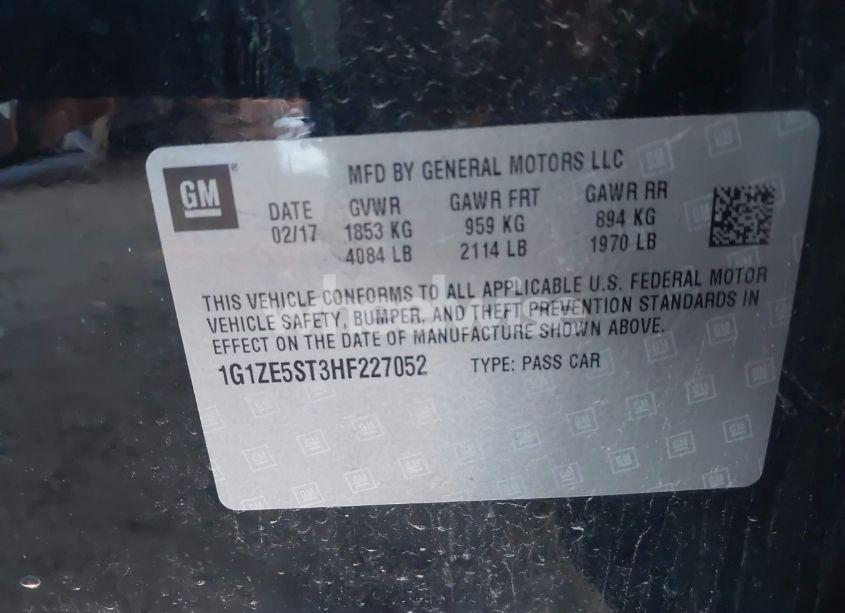 GM
MFD BY GENERAL MOTORS LLC
DATE GVWR GAWR FRT GAWR RR
02/17 1853 KG 959 KG 894 KG
4084 LB 2114 LB 1970 LB
THIS VEHICLE CONFORMS TO ALL APPLICABLE U.S. FEDERAL MOTOR
VEHICLE SAFETY, BUMPER, AND THEFT PREVENTION STANDARDS IN
EFFECT ON THE DATE OF MANUFACTURE SHOWN ABOVE.
1G1ZE5ST3HF227052 TYPE: PASS CAR